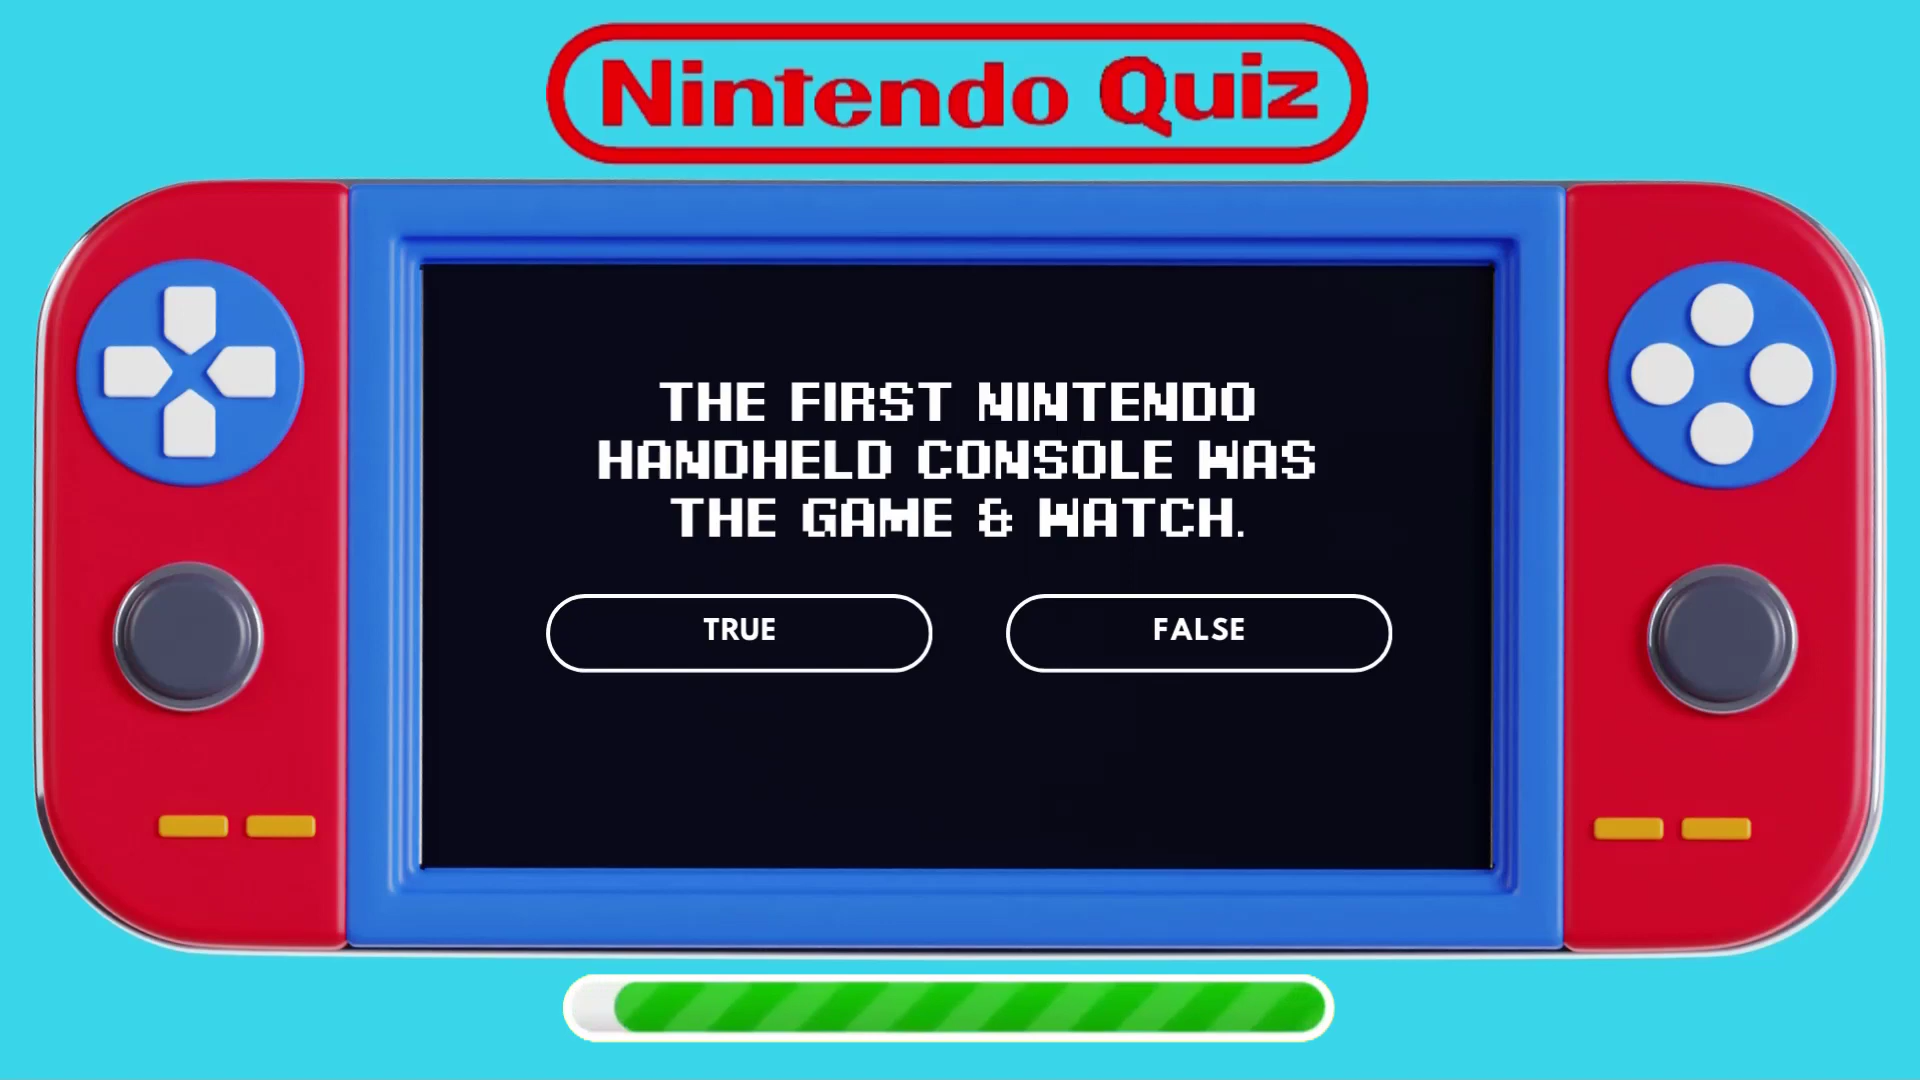 Nintendo Quiz
THE FIRST NINTENDO
HANDHELD CONSOLE WAS
THE GAME & WATCH.
TRUE
FALSE